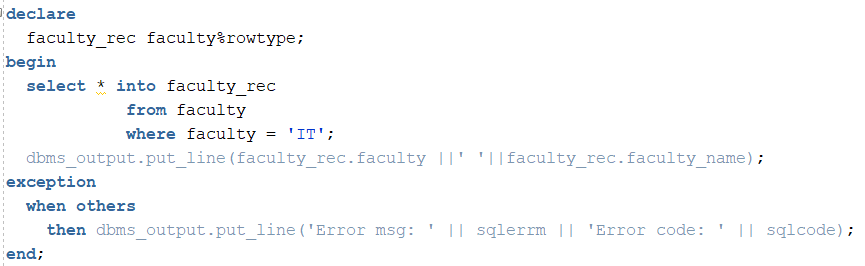 declare
  faculty_rec faculty%rowtype;
begin
  select * into faculty_rec
            from faculty
            where faculty = 'IT';
  dbms_output.put_line(faculty_rec.faculty ||' '||faculty_rec.faculty_name);
exception
  when others
    then dbms_output.put_line('Error msg: ' || sqlerrm || 'Error code: ' || sqlcode);
end;